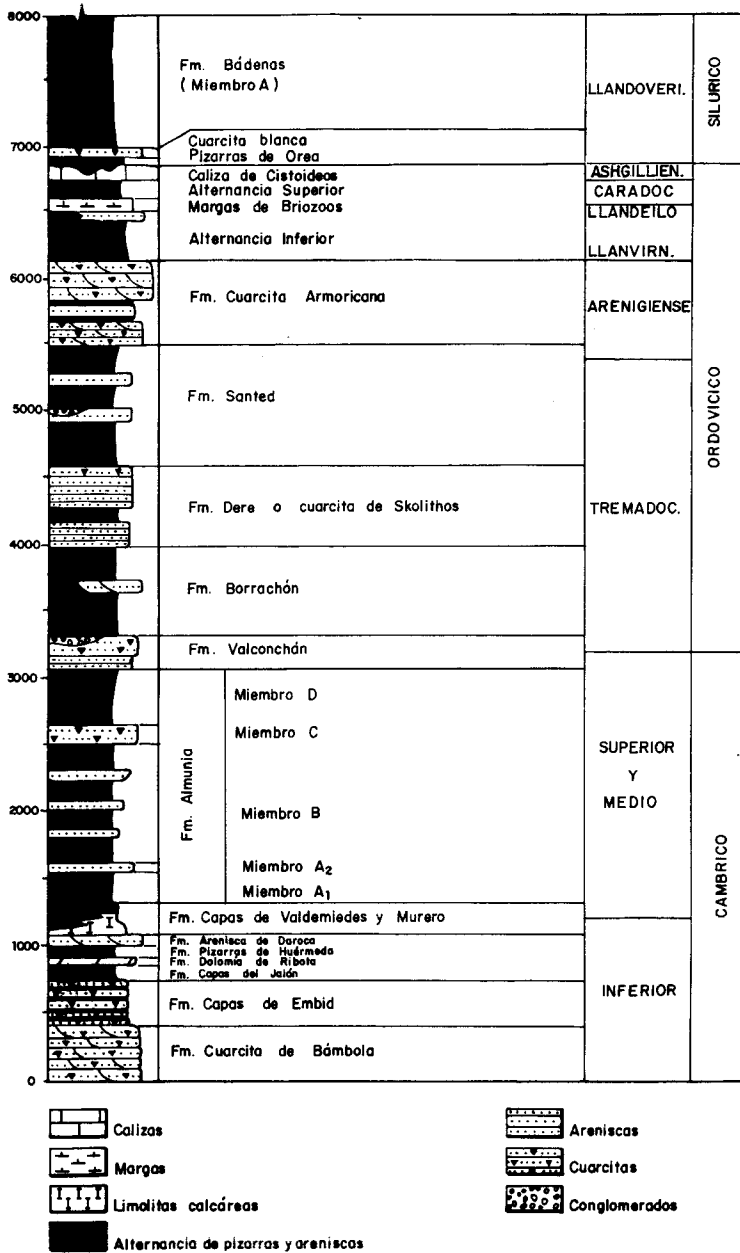 8000
Fm. Bádenas
(Miembro A)
LLANDOVERI.
SILURICO
7000
Cuarcita blanca
Pizarras de Orea
Caliza de Cistoideos
ASHGILLIEN.
Alternancia Superior
CARADOC
Margas de Briozoos
LLANDEILO
Alternancia Inferior
LLANVIRN.
6000
Fm. Cuarcita Armoricana
ARENIGIENSE
ORDOVICICO
Fm. Santed
5000
Fm. Dere o cuarcita de Skolithos
TREMADOC.
4000
Fm. Borrachón
Fm. Valconchán
3000
Fm. Almunia
Miembro D
Miembro C
SUPERIOR
Y
MEDIO
2000
Miembro B
Miembro A2
Miembro A1
CAMBRICO
Fm. Capas de Valdemiedes y Murero
1000
Fm. Arenisca de Daroca
Fm. Pizarras de Huérmeda
Fm. Dolomia de Ribota
Fm. Capas del Jalón
INFERIOR
Fm. Capas de Embid
Fm. Cuarcita de Bámbola
0
Calizas
Margas
Limolitas calcáreas
Alternancia de pizarras y areniscas
Areniscas
Cuarcitas
Conglomerados